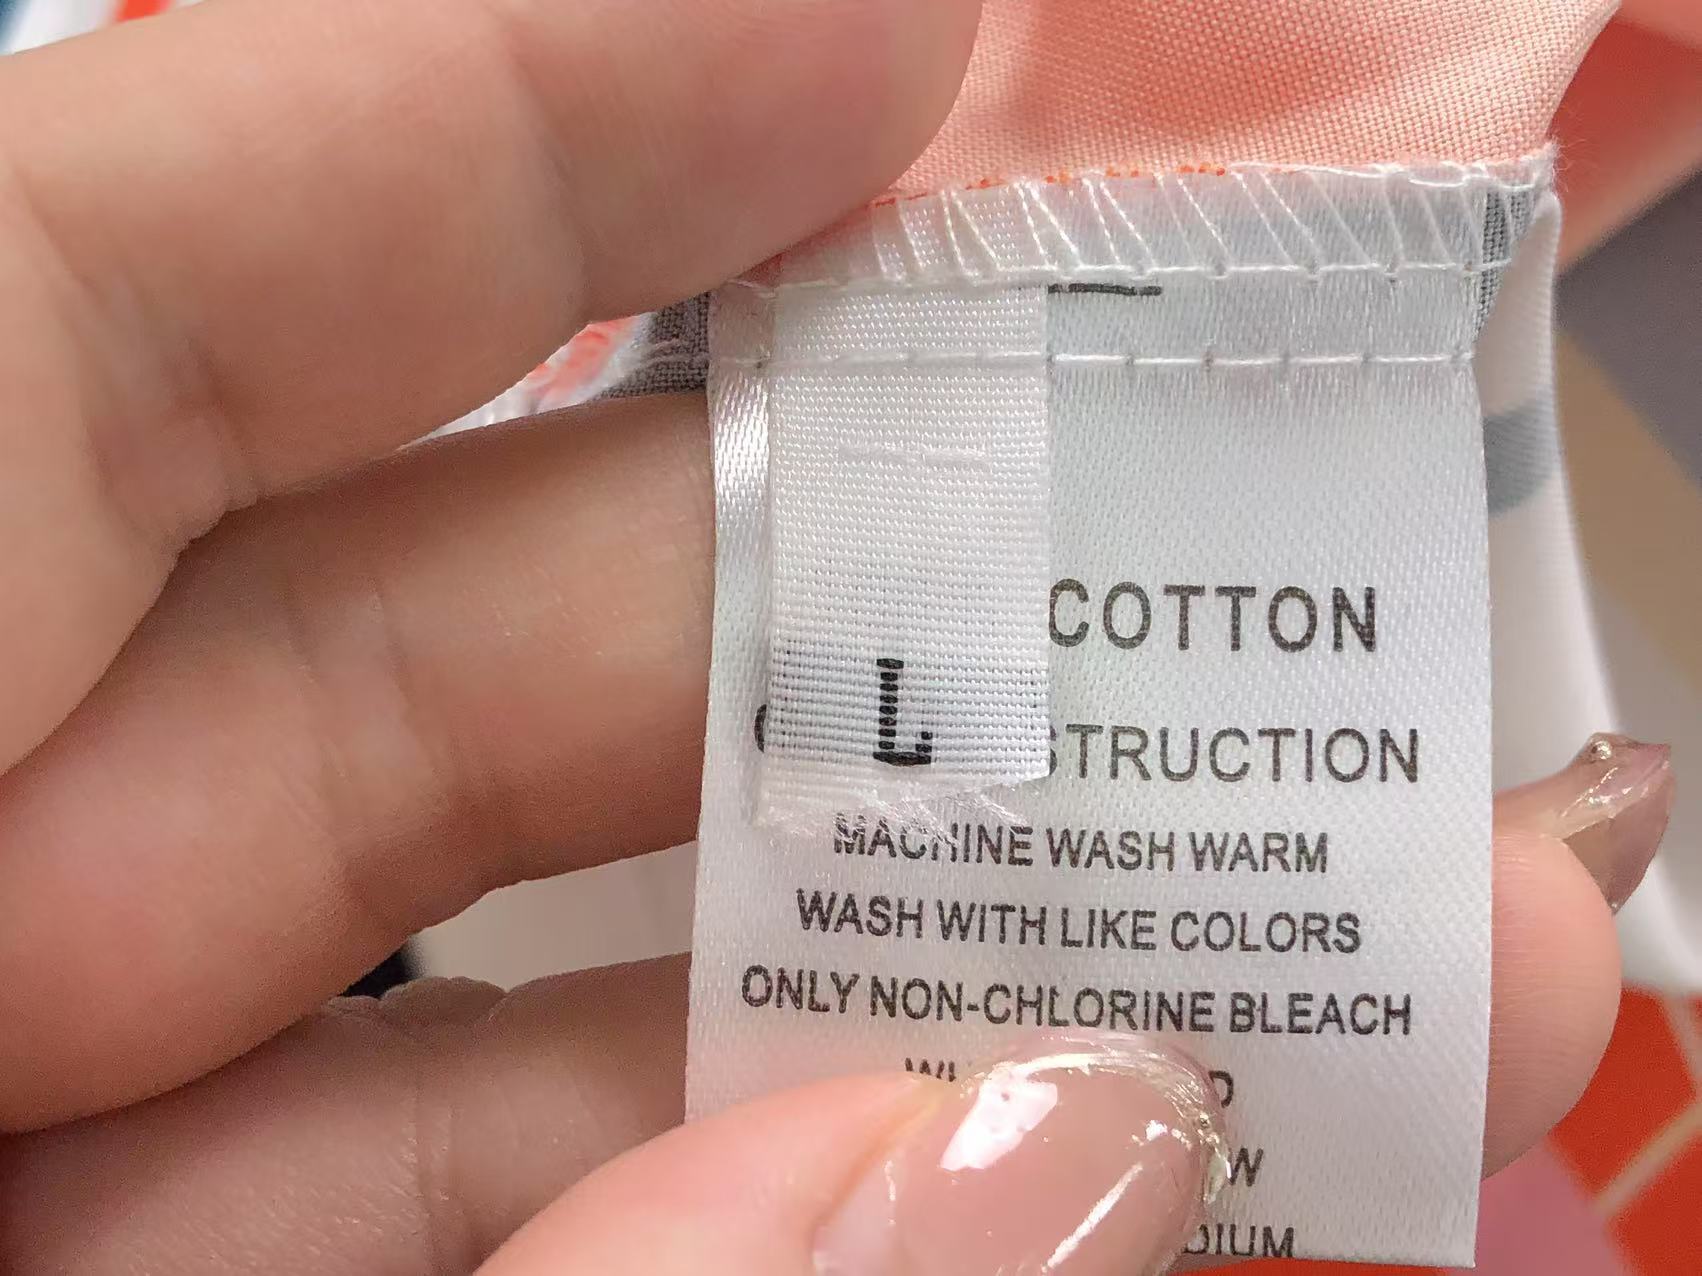 COTTON
L
STRUCTION
MACHINE WASH WARM
WASH WITH LIKE COLORS
ONLY NON-CHLORINE BLEACH